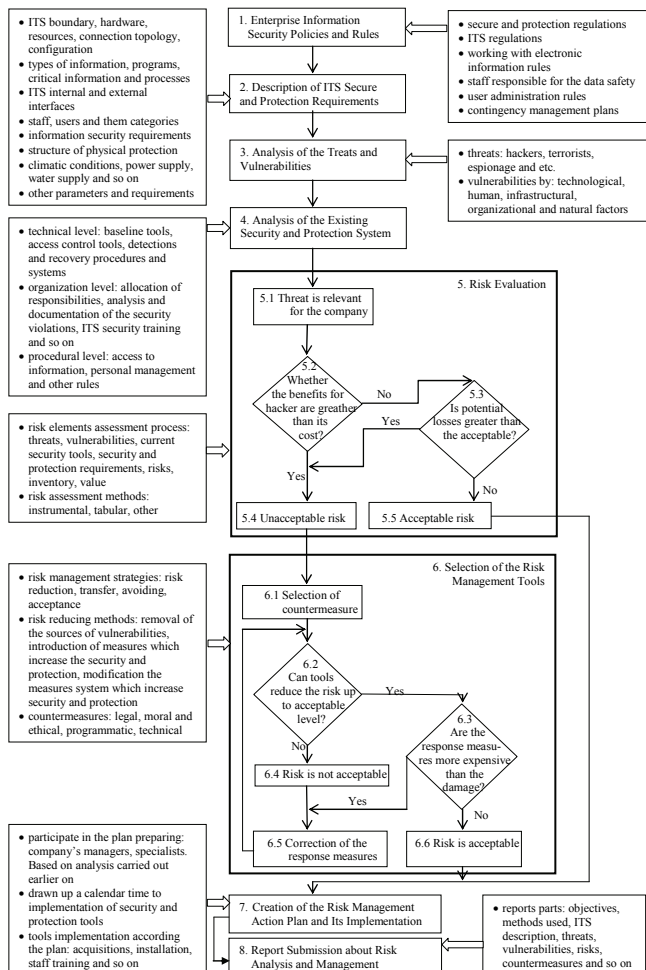 • ITS boundary, hardware,
resources, connection topology,
configuration
• types of information, programs,
critical information and processes
• ITS internal and external
interfaces
• staff, users and them categories
• information security requirements
• structure of physical protection
• climatic conditions, power supply,
water supply and so on
• other parameters and requirements
1. Enterprise Information
Security Policies and Rules
• secure and protection regulations
• ITS regulations
• working with electronic
information rules
• staff responsible for the data safety
• user administration rules
• contingency management plans
2. Description of ITS Secure
and Protection Requirements
3. Analysis of the Treats and
Vulnerabilities
• threats: hackers, terrorists,
espionage and etc.
• vulnerabilities by: technological,
human, infrastructural,
organizational and natural factors
4. Analysis of the Existing
Security and Protection System
• technical level: baseline tools,
access control tools, detections
and recovery procedures and
systems
• organization level: allocation of
responsibilities, analysis and
documentation of the security
violations, ITS security training
and so on
• procedural level: access to
information, personal management
and other rules
5. Risk Evaluation
5.1 Threat is relevant
for the company
5.2
Whether
the benefits for
hacker are greather
than its
cost?
No
5.3
Is potential
losses greater than
the acceptable?
Yes
Yes
No
5.4 Unacceptable risk
5.5 Acceptable risk
• risk elements assessment process:
threats, vulnerabilities, current
security tools, security and
protection requirements, risks,
inventory, value
• risk assessment methods:
instrumental, tabular, other
6. Selection of the Risk
Management Tools
• risk management strategies: risk
reduction, transfer, avoiding,
acceptance
• risk reducing methods: removal of
the sources of vulnerabilities,
introduction of measures which
increase the security and
protection, modification the
measures system which increase
security and protection
• countermeasures: legal, moral and
ethical, programmatic, technical
6.1 Selection of
countermeasure
6.2
Can tools
reduce the risk up to
acceptable
level?
Yes
6.3
Are the
response measu-
res more expensive
than the
damage?
No
6.4 Risk is not acceptable
Yes
No
6.5 Correction of the
response measures
6.6 Risk is acceptable
• participate in the plan preparing:
company's managers, specialists.
Based on analysis carried out
earlier on
• drawn up a calendar time to
implementation of security and
protection tools
• tools implementation according
the plan: acquisitions, installation,
staff training and so on
7. Creation of the Risk Management
Action Plan and Its Implementation
8. Report Submission about Risk
Analysis and Management
• reports parts: objectives,
methods used, ITS
description, threats,
vulnerabilities, risks,
countermeasures and so on